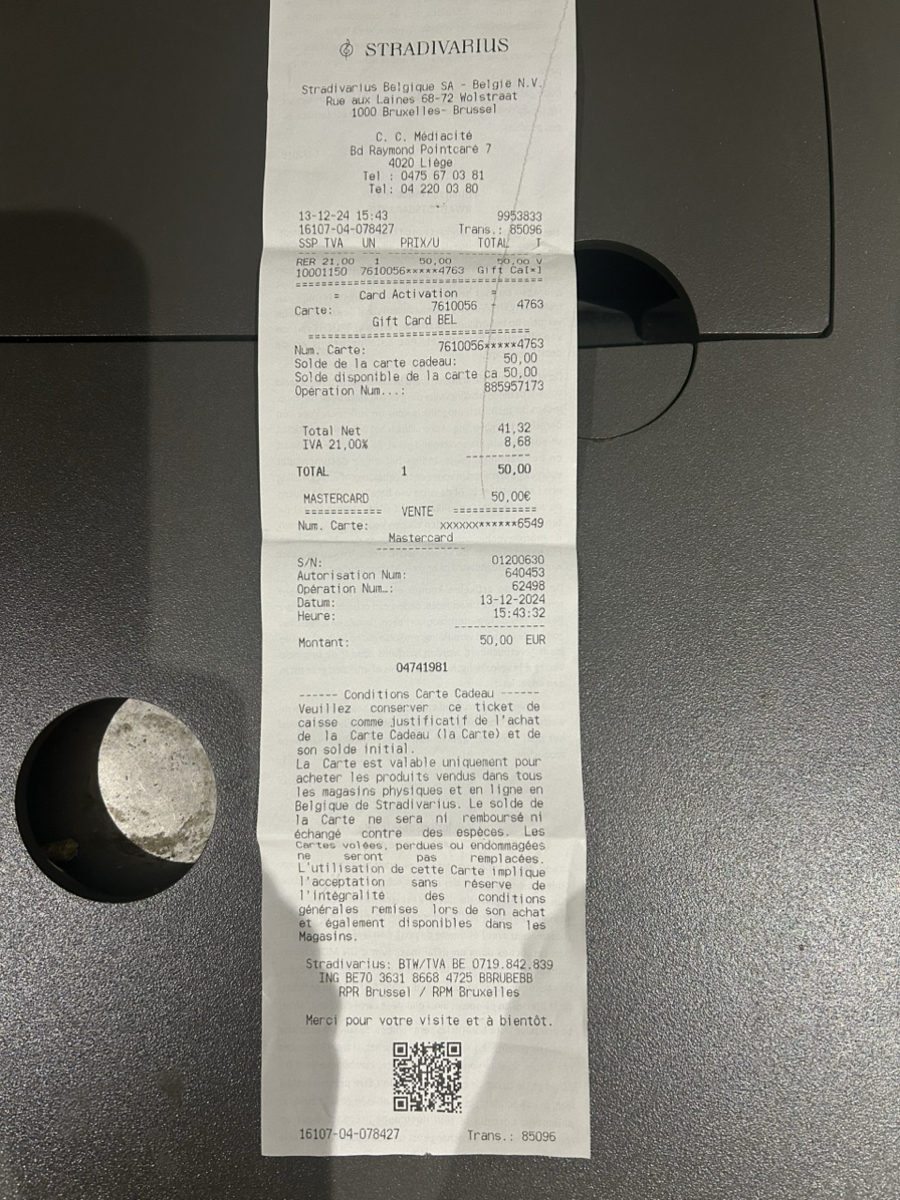 STRADIVARIUS
Stradivarius Belgique SA - België N.V.
Rue aux Laines 68-72 Wolstraat
1000 Bruxelles- Brussel
C. C. Médiacité
Bd Raymond Pointcaré 7
4020 Liège
Tel : 0475 67 03 81
Tel: 04 220 03 80
13-12-24 15:43 9953833
16107-04-078427 Trans.: 85096
SSP TVA UN PRIX/U TOTAL T
RER 21.00 1 50,00 50,00 V
10001150 7610056*****4763 Gift Ca[*]
==================================
= Card Activation =
Carte: 7610056 - 4763
Gift Card BEL
==============================
Num. Carte: 7610056*****4763
Solde de la carte cadeau: 50,00
Solde disponible de la carte ca 50,00
Opération Num...: 885957173
Total Net 41,32
IVA 21,00% 8,68
----------
TOTAL 1 50,00
MASTERCARD 50,00€
============ VENTE =============
Num. Carte: xxxxxx******6549
Mastercard
--------------
S/N: 01200630
Autorisation Num: 640453
Opération Num…: 62498
Datum: 13-12-2024
Heure: 15:43:32
--------------
Montant: 50,00 EUR
04741981
------ Conditions Carte Cadeau ------
Veuillez conserver ce ticket de
caisse comme justificatif de l'achat
de la Carte Cadeau (la Carte) et de
son solde initial.
La Carte est valable uniquement pour
acheter les produits vendus dans tous
les magasins physiques et en ligne en
Belgique de Stradivarius. Le solde de
la Carte ne sera ni remboursé ni
échangé contre des espèces. Les
Cartes volées, perdues ou endommagées
ne seront pas remplacées.
L'utilisation de cette Carte implique
l'acceptation sans réserve de
l'intégralité des conditions
générales remises lors de son achat
et également disponibles dans les
Magasins.
Stradivarius: BTW/TVA BE 0719.842.839
ING BE70 3631 8668 4725 BBRUBEBB
RPR Brussel / RPM Bruxelles
Merci pour votre visite et à bientôt.
16107-04-078427 Trans.: 85096